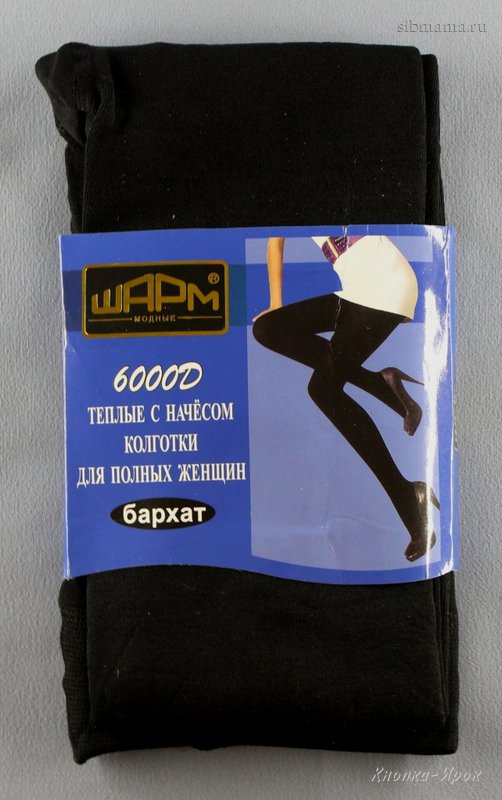 sibmama.ru
ШАРМ®
МОДНЫЕ
6000D
ТЕПЛЫЕ С НАЧЁСОМ
КОЛГОТКИ
ДЛЯ ПОЛНЫХ ЖЕНЩИН
бархат
Кнопка-Ирок